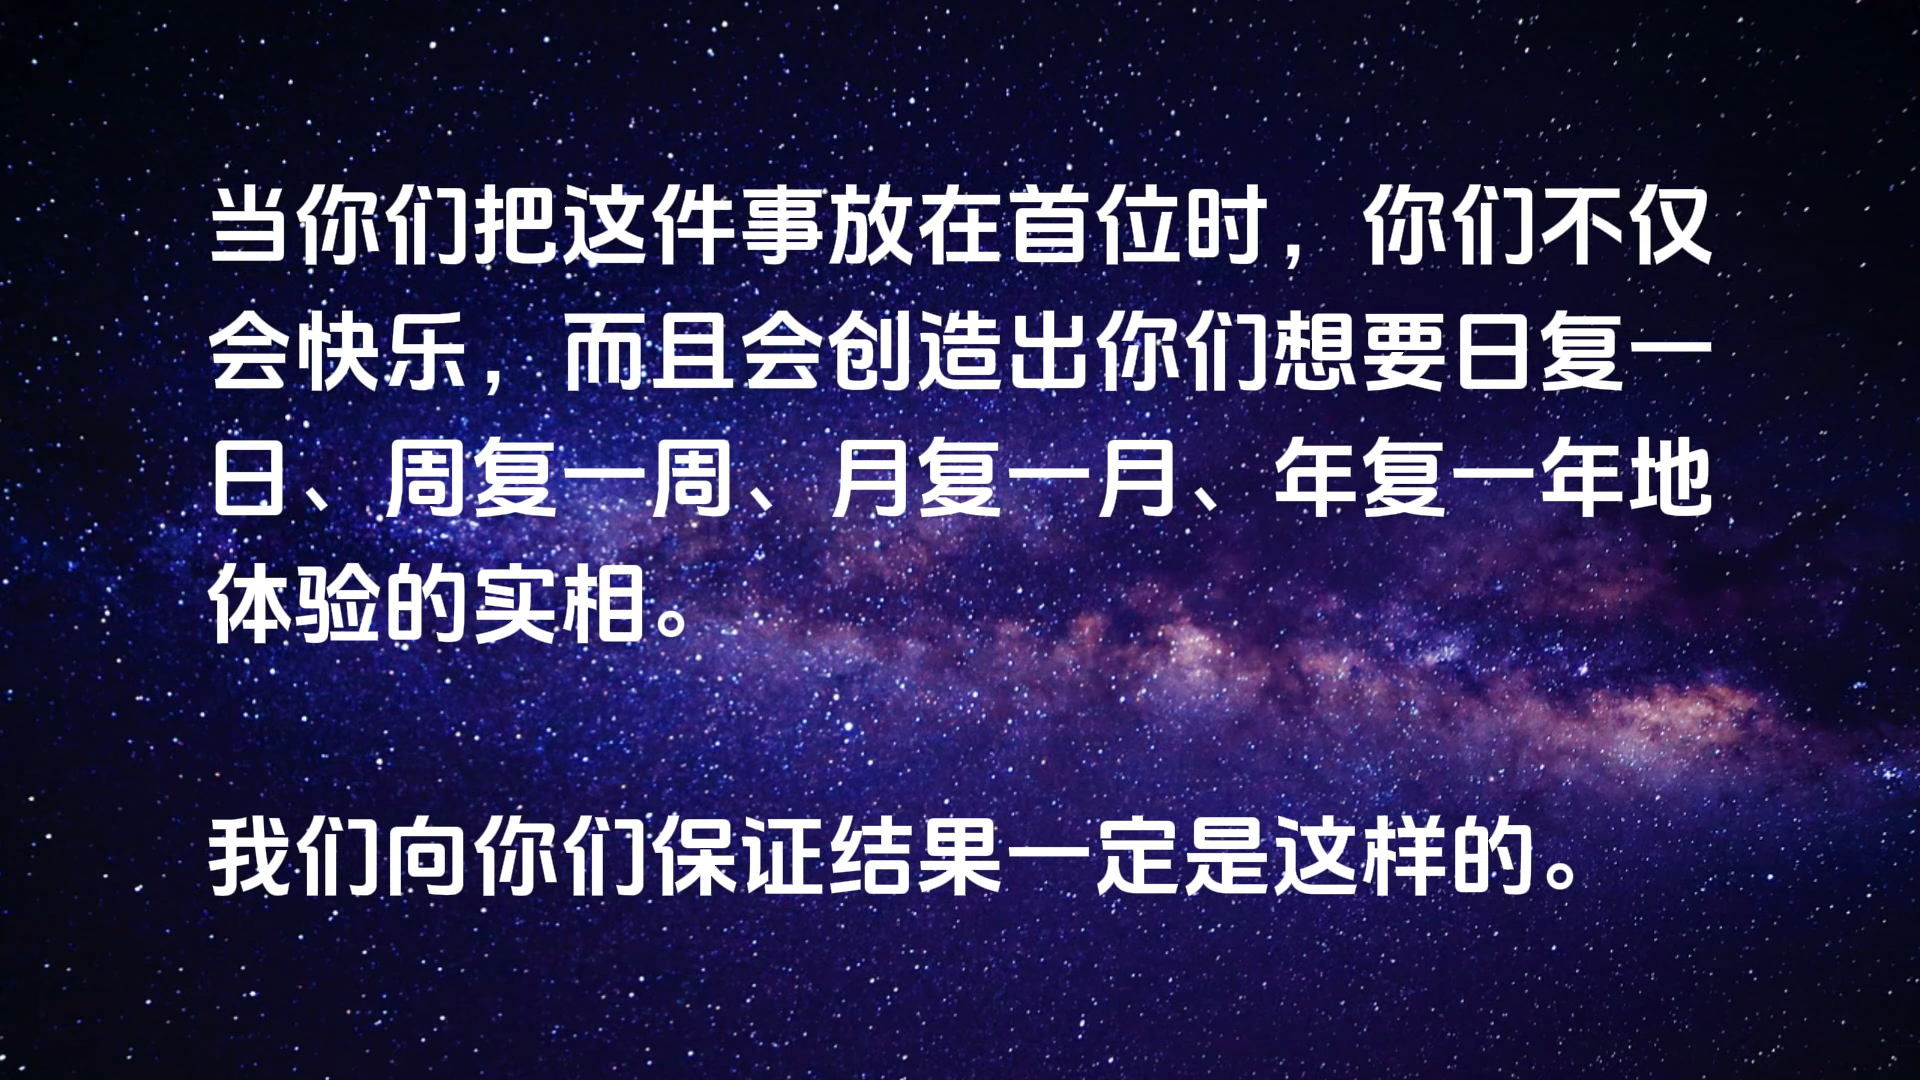 当你们把这件事放在首位时，你们不仅
会快乐，而且会创造出你们想要日复一
日、周复一周、月复一月、年复一年地
体验的实相。
我们向你们保证结果一定是这样的。